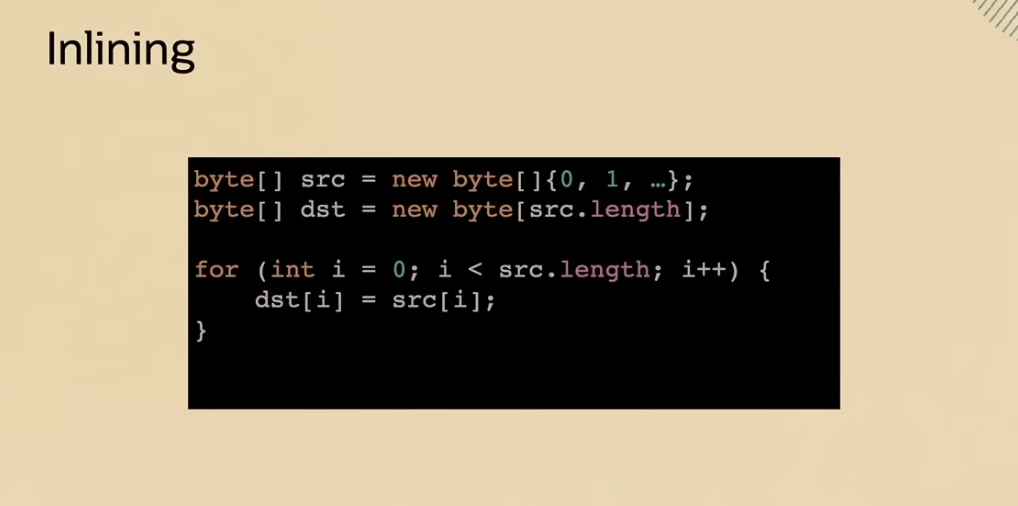 Inlining
byte[] src = new byte[]{0, 1, …};
byte[] dst = new byte[src.length];
for (int i = 0; i < src.length; i++) {
    dst[i] = src[i];
}